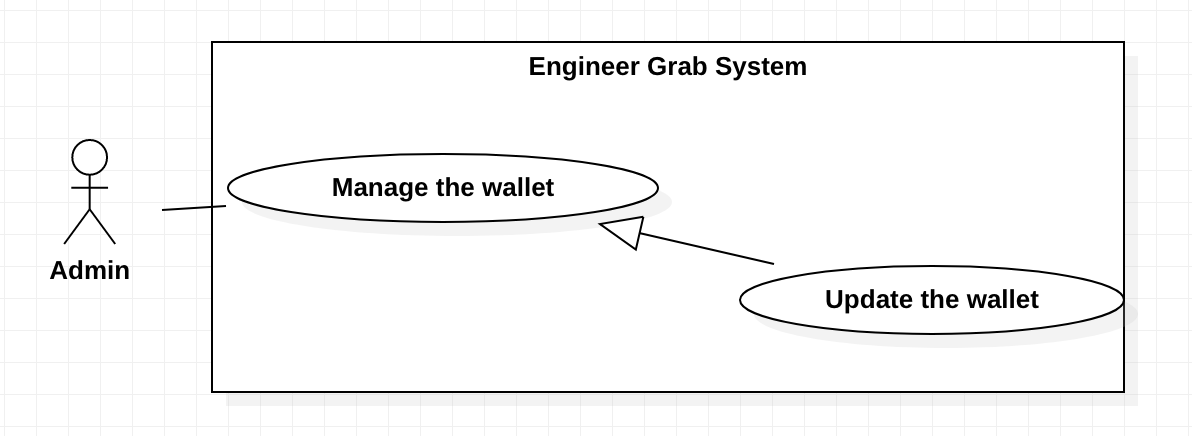 Engineer Grab System
Manage the wallet
Admin
Update the wallet